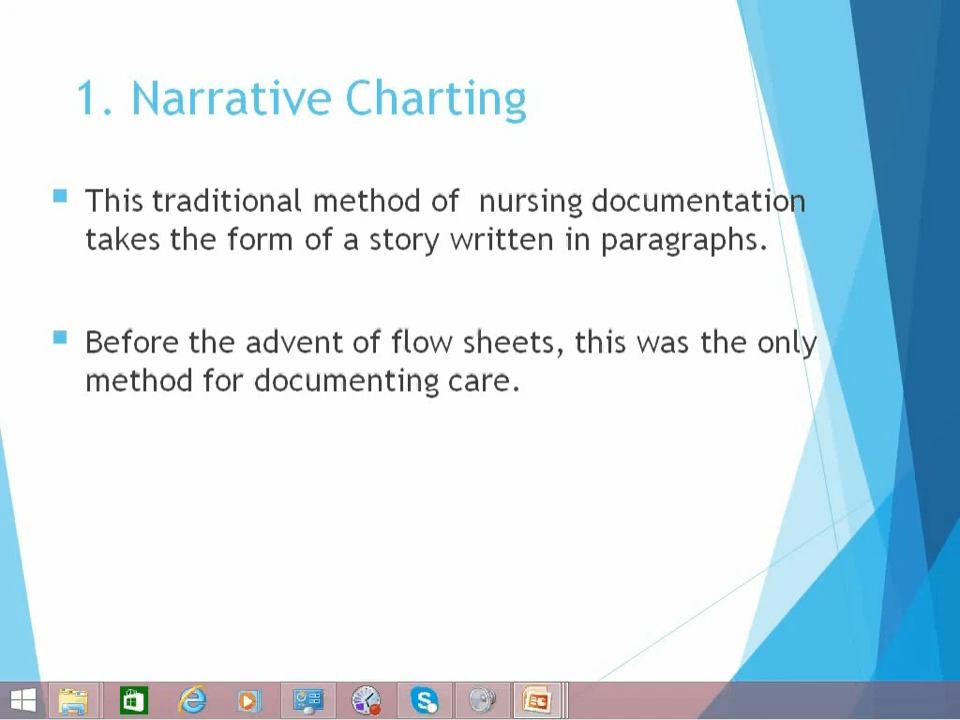 1. Narrative Charting
This traditional method of nursing documentation
takes the form of a story written in paragraphs.
Before the advent of flow sheets, this was the only
method for documenting care.